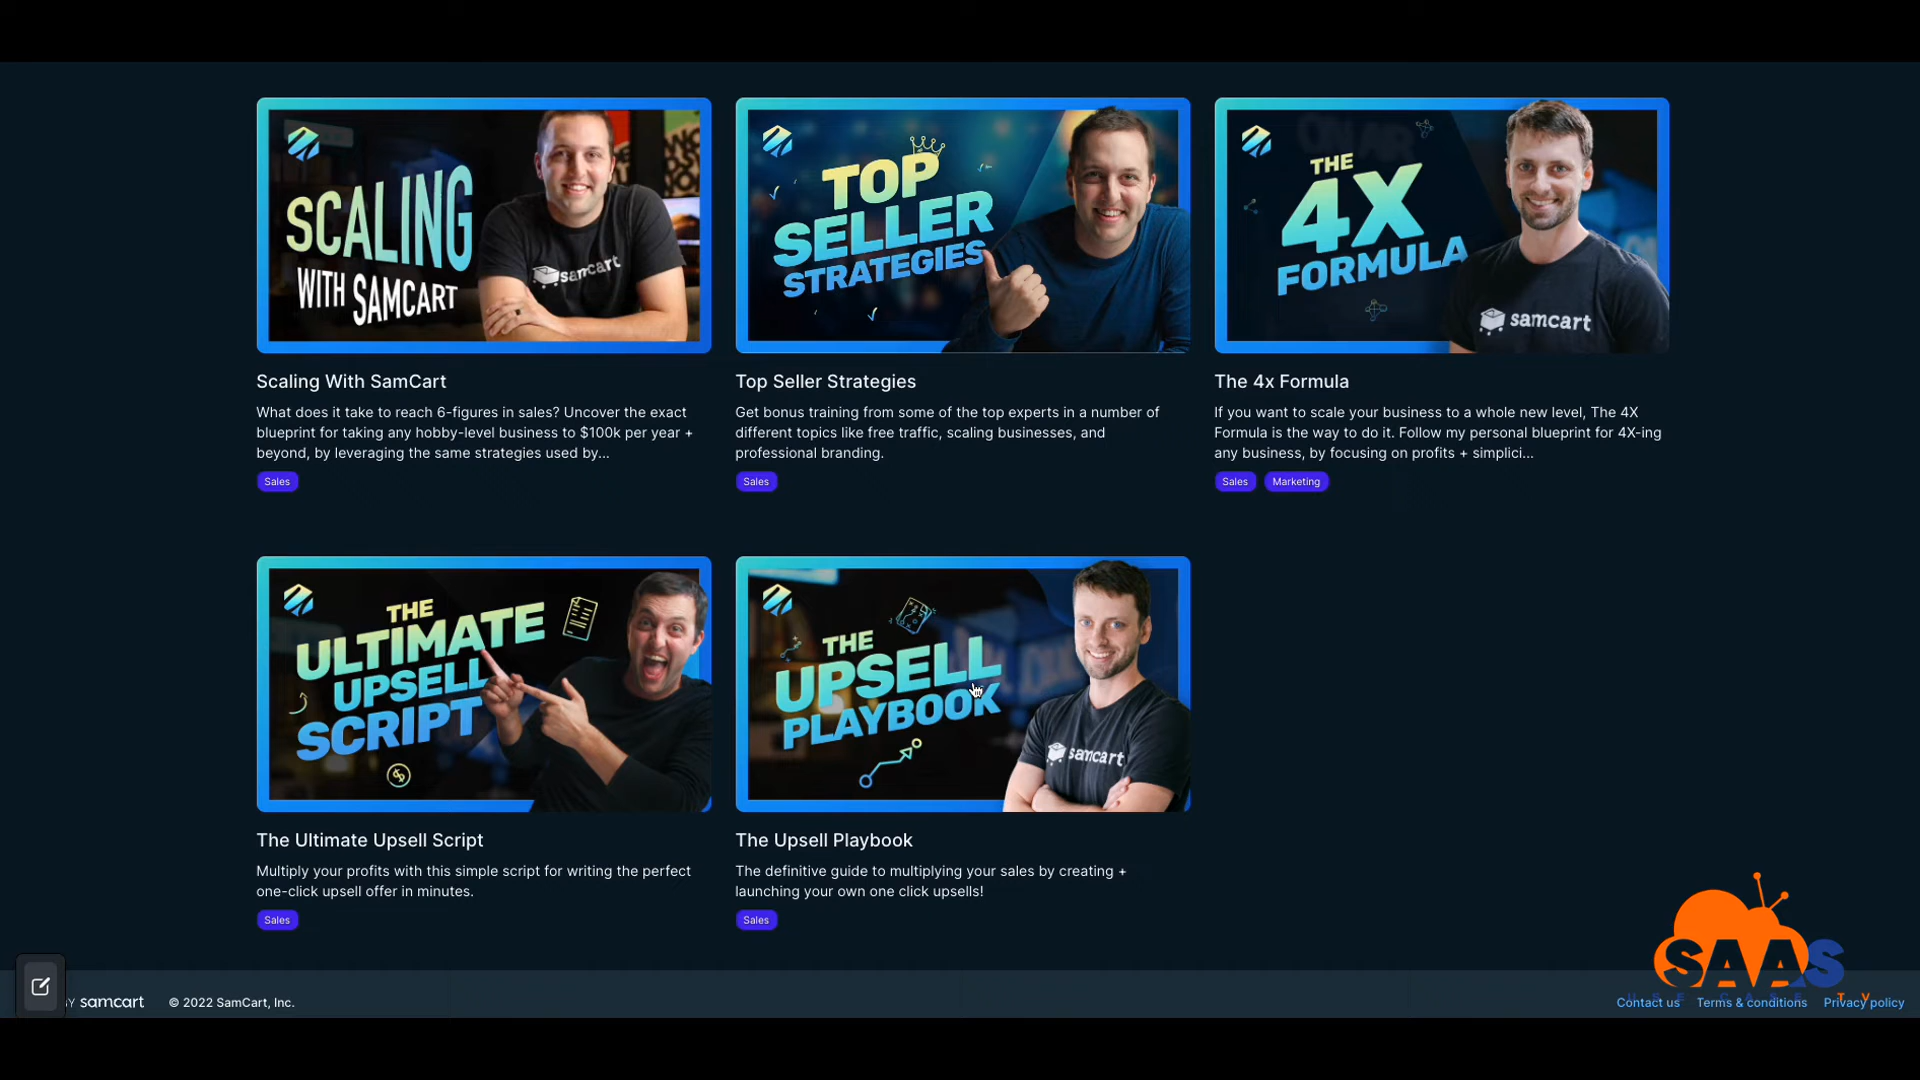 SCALING
WITH SAMCART
samcart
TOP
SELLER
STRATEGIES
THE
4X
FORMULA
samcart
Scaling With SamCart
What does it take to reach 6-figures in sales? Uncover the exact
blueprint for taking any hobby-level business to $100k per year +
beyond, by leveraging the same strategies used by...
Sales
Top Seller Strategies
Get bonus training from some of the top experts in a number of
different topics like free traffic, scaling businesses, and
professional branding.
Sales
The 4x Formula
If you want to scale your business to a whole new level, The 4X
Formula is the way to do it. Follow my personal blueprint for 4X-ing
any business, by focusing on profits + simplici...
Sales Marketing
THE
ULTIMATE
UPSELL
SCRIPT
THE
UPSELL
PLAYBOOK
samcart
The Ultimate Upsell Script
Multiply your profits with this simple script for writing the perfect
one-click upsell offer in minutes.
Sales
The Upsell Playbook
The definitive guide to multiplying your sales by creating +
launching your own one click upsells!
Sales
SAAS
BY samcart © 2022 SamCart, Inc.
Contact us Terms & conditions Privacy policy